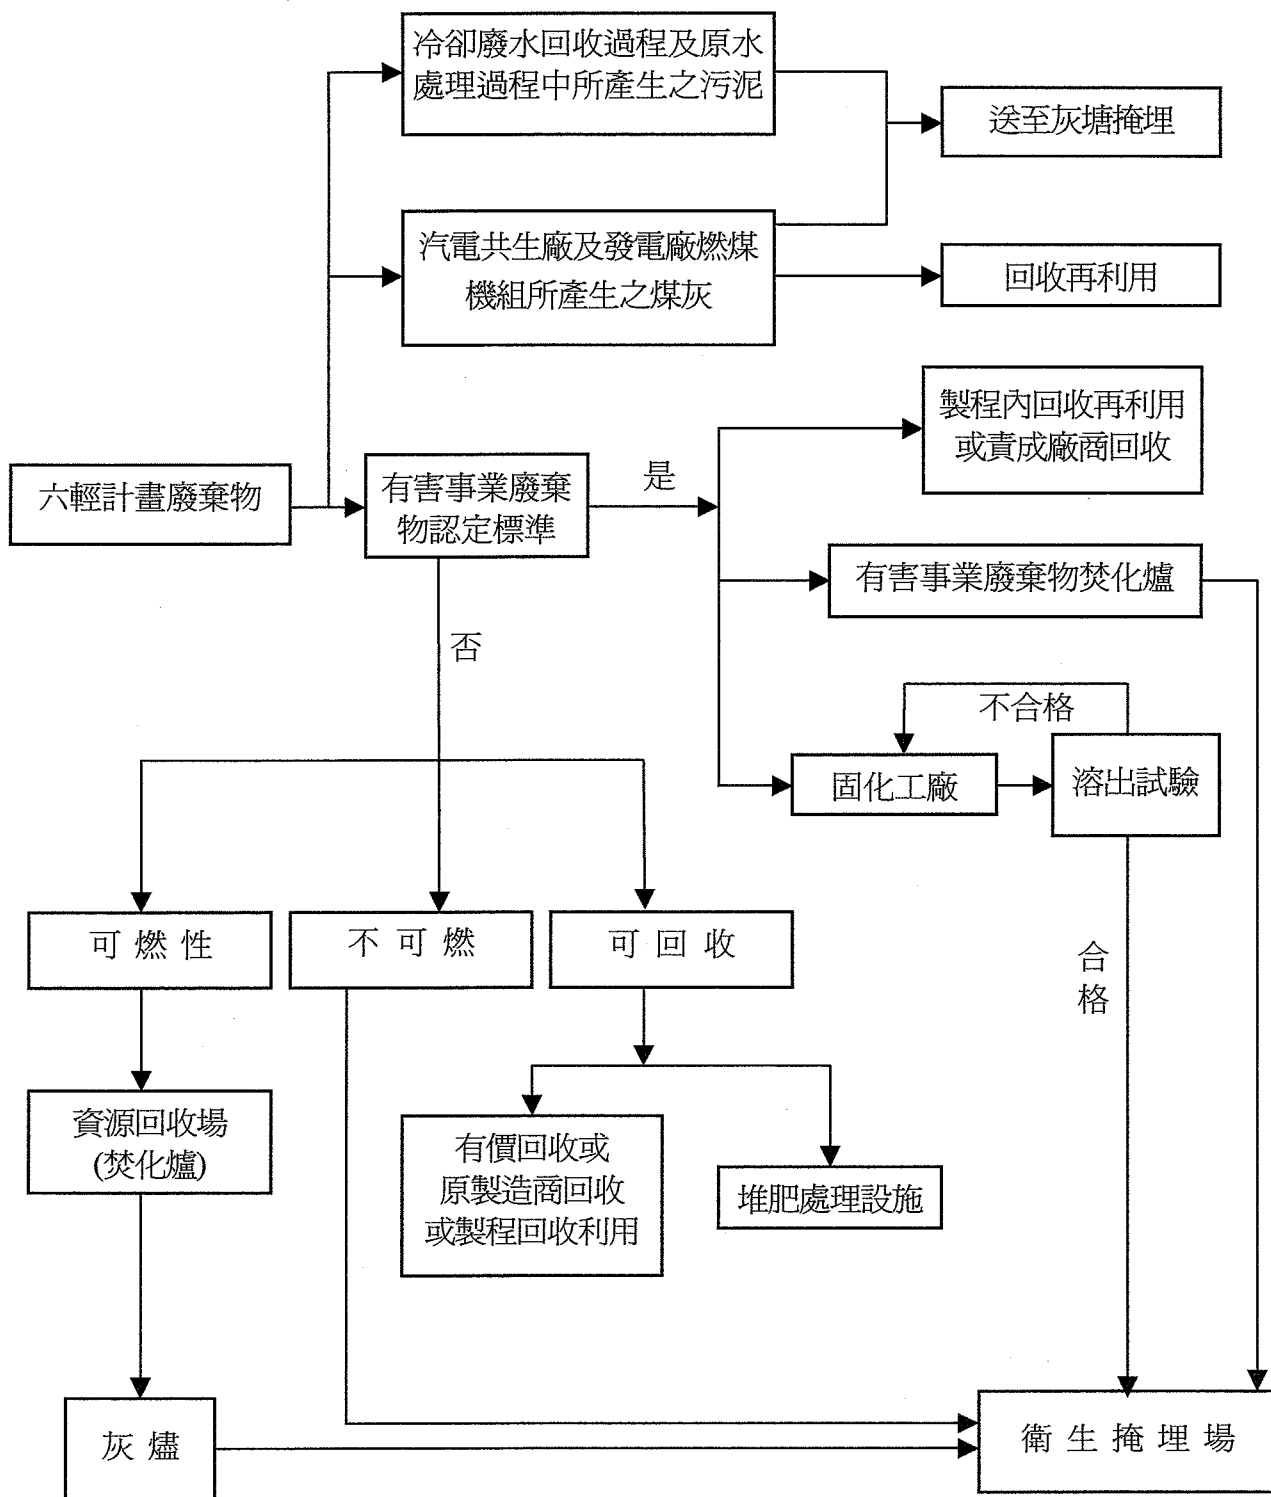 冷卻廢水回收過程及原水
處理過程中所產生之污泥
送至灰塘掩埋
汽電共生廠及發電廠燃煤
機組所產生之煤灰
回收再利用
製程內回收再利用
或責成廠商回收
六輕計畫廢棄物
有害事業廢棄
物認定標準
是
有害事業廢棄物焚化爐
否
不合格
固化工廠
溶出試驗
可燃性
不可燃
可回收
合
格
資源回收場
(焚化爐)
有價回收或
原製造商回收
或製程回收利用
堆肥處理設施
灰燼
衛生掩埋場